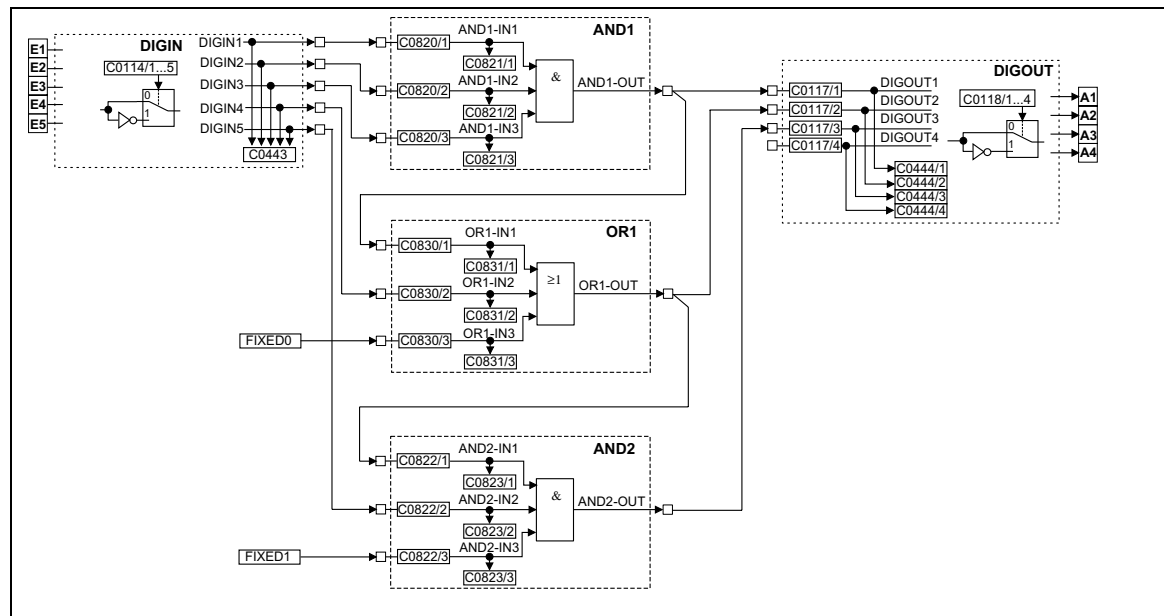 E1
E2
E3
E4
E5
DIGIN
C0114/1...5
0
1
DIGIN1
DIGIN2
DIGIN3
DIGIN4
DIGIN5
C0443
AND1
C0820/1
AND1-IN1
C0821/1
C0820/2
AND1-IN2
C0821/2
C0820/3
AND1-IN3
C0821/3
&
AND1-OUT
DIGOUT
C0117/1
C0117/2
C0117/3
C0117/4
DIGOUT1
DIGOUT2
DIGOUT3
DIGOUT4
C0118/1...4
0
1
C0444/1
C0444/2
C0444/3
C0444/4
A1
A2
A3
A4
OR1
C0830/1
OR1-IN1
C0831/1
C0830/2
OR1-IN2
C0831/2
FIXED0
C0830/3
OR1-IN3
C0831/3
≥1
OR1-OUT
AND2
C0822/1
AND2-IN1
C0823/1
C0822/2
AND2-IN2
C0823/2
FIXED1
C0822/3
AND2-IN3
C0823/3
&
AND2-OUT